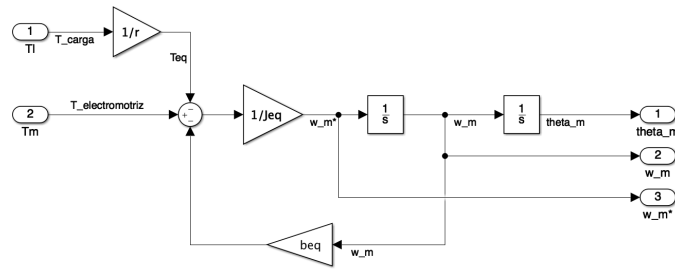 1
Tl
T_carga
1/r
Teq
2
Tm
T_electromotriz
−
+
−
1/Jeq
w_m*
1
s
w_m
1
s
theta_m
1
theta_m
2
w_m
3
w_m*
beq
w_m